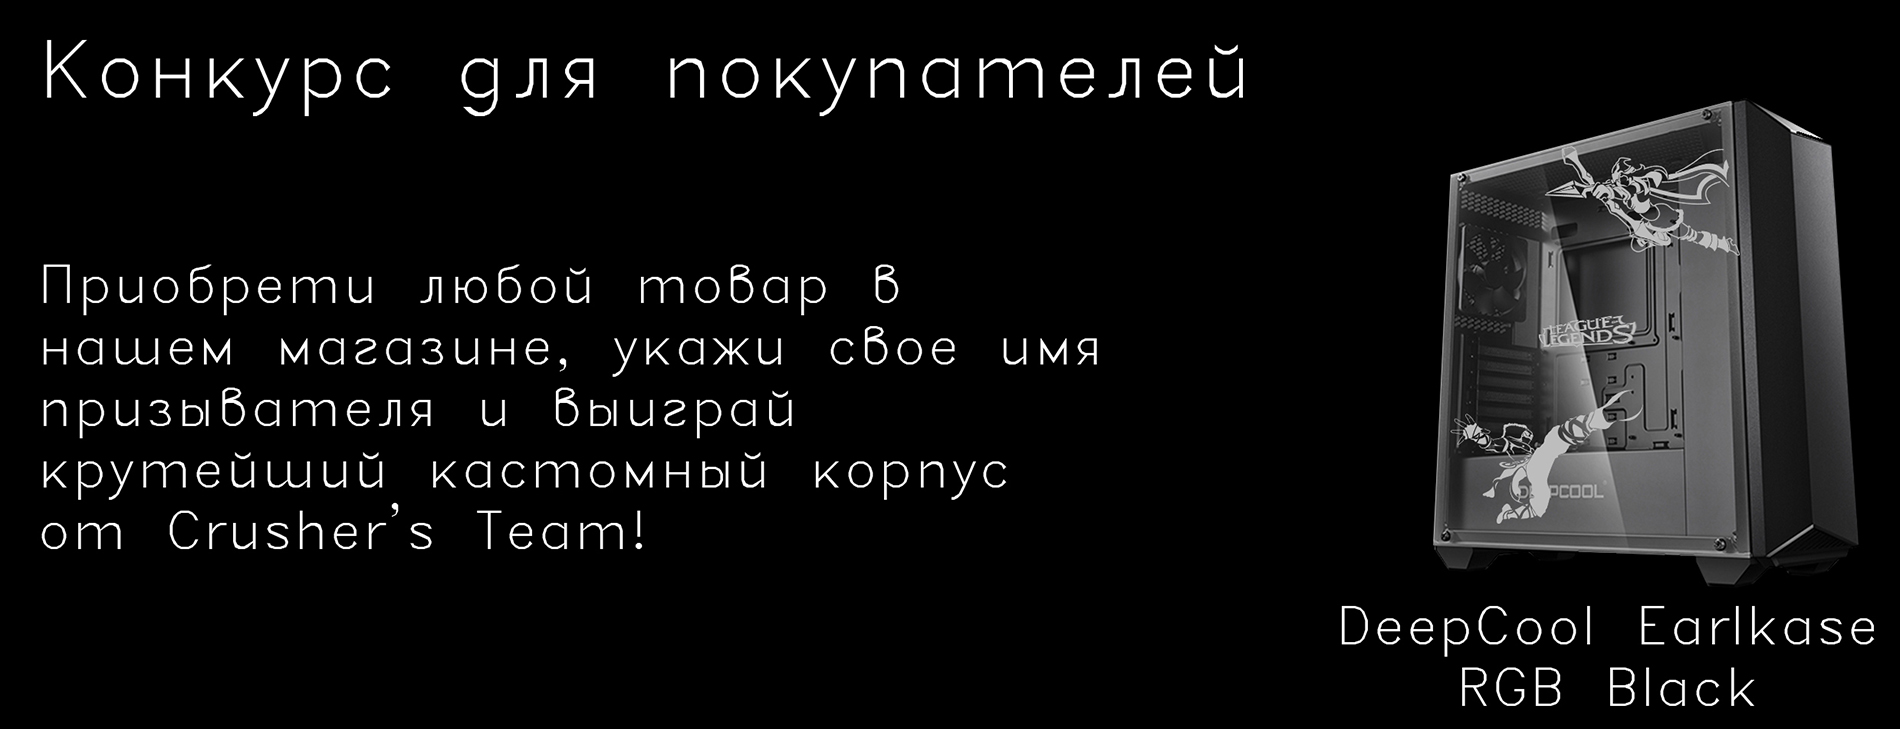 Конкурс для покупателей
Приобрети любой товар в
нашем магазине, укажи свое имя
призывателя и выиграй
крутейший кастомный корпус
от Crusher's Team!
LEAGUE OF
LEGENDS
DEEPCOOL
DeepCool Earlkase
RGB Black